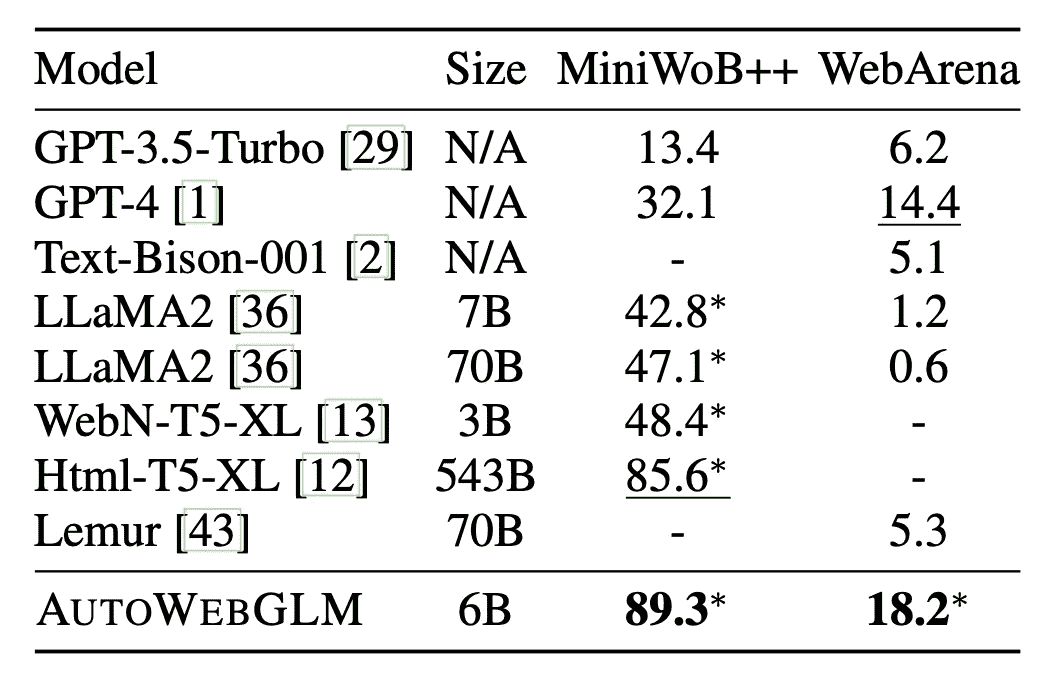 Model Size MiniWoB++ WebArena
GPT-3.5-Turbo [29] N/A 13.4 6.2
GPT-4 [1] N/A 32.1 14.4
Text-Bison-001 [2] N/A - 5.1
LLaMA2 [36] 7B 42.8* 1.2
LLaMA2 [36] 70B 47.1* 0.6
WebN-T5-XL [13] 3B 48.4* -
Html-T5-XL [12] 543B 85.6* -
Lemur [43] 70B - 5.3
AUTOWEBGLM 6B 89.3* 18.2*